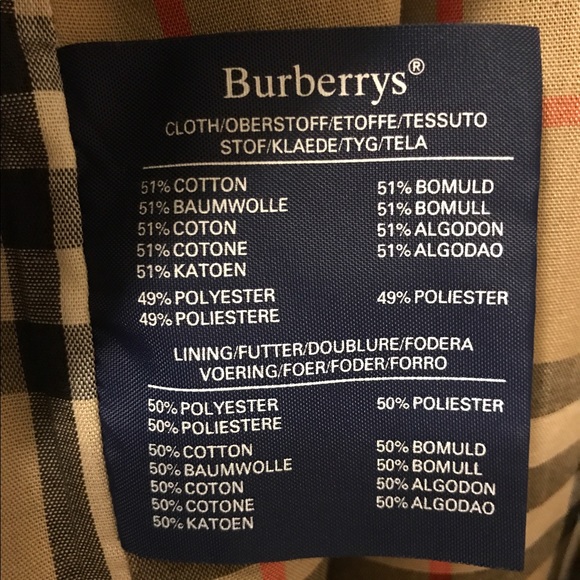 Burberrys®
CLOTH/OBERSTOFF/ETOFFE/TESSUTO
STOF/KLAEDE/TYG/TELA
51% COTTON 51% BOMULD
51% BAUMWOLLE 51% BOMULL
51% COTON 51% ALGODON
51% COTONE 51% ALGODAO
51% KATOEN
49% POLYESTER 49% POLIESTER
49% POLIESTERE
LINING/FUTTER/DOUBLURE/FODERA
VOERING/FOER/FODER/FORRO
50% POLYESTER 50% POLIESTER
50% POLIESTERE
50% COTTON 50% BOMULD
50% BAUMWOLLE 50% BOMULL
50% COTON 50% ALGODON
50% COTONE 50% ALGODAO
50% KATOEN